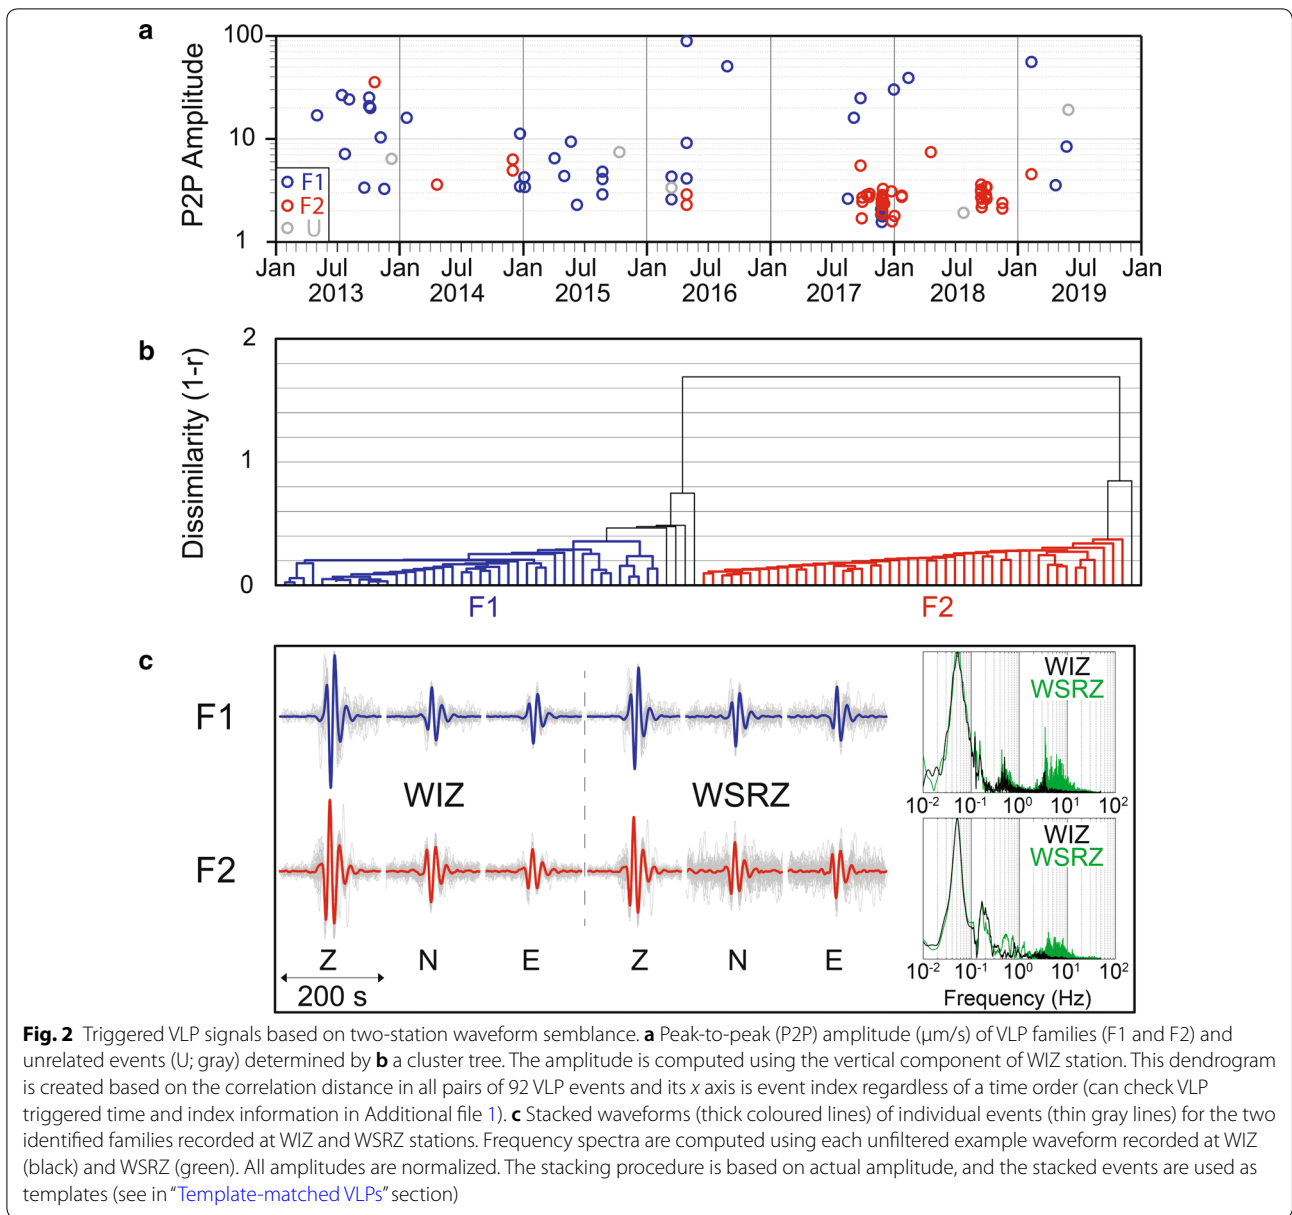 a
P2P Amplitude
100
10
1
F1
F2
U
Jan Jul Jan Jul Jan Jul Jan Jul Jan Jul Jan Jul Jan Jul Jan
2013 2014 2015 2016 2017 2018 2019
b
Dissimilarity (1-r)
2
1
0
F1 F2
c
F1
F2
WIZ WSRZ
Z N E Z N E
200 s
WIZ
WSRZ
10-2 10-1 100 101 102
WIZ
WSRZ
10-2 10-1 100 101 102
Frequency (Hz)
Fig. 2 Triggered VLP signals based on two-station waveform semblance. a Peak-to-peak (P2P) amplitude (µm/s) of VLP families (F1 and F2) and
unrelated events (U; gray) determined by b a cluster tree. The amplitude is computed using the vertical component of WIZ station. This dendrogram
is created based on the correlation distance in all pairs of 92 VLP events and its x axis is event index regardless of a time order (can check VLP
triggered time and index information in Additional file 1). c Stacked waveforms (thick coloured lines) of individual events (thin gray lines) for the two
identified families recorded at WIZ and WSRZ stations. Frequency spectra are computed using each unfiltered example waveform recorded at WIZ
(black) and WSRZ (green). All amplitudes are normalized. The stacking procedure is based on actual amplitude, and the stacked events are used as
templates (see in “Template-matched VLPs” section)